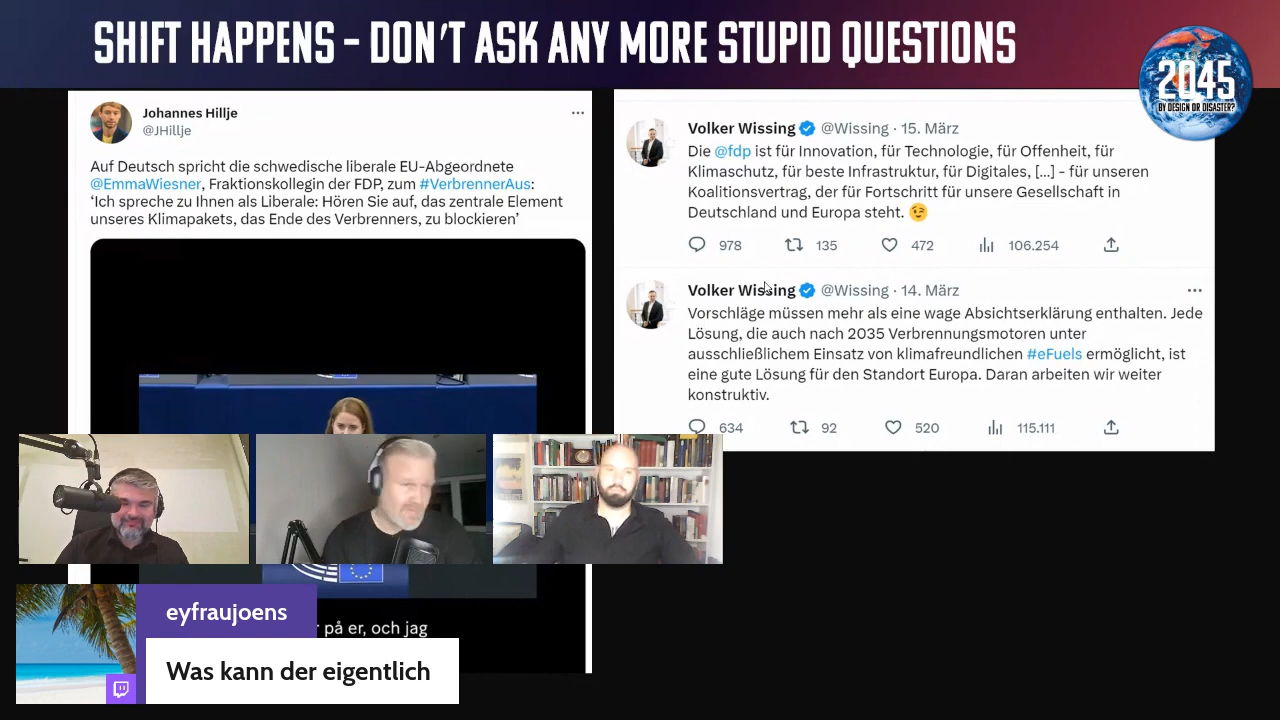 SHIFT HAPPENS - DON'T ASK ANY MORE STUPID QUESTIONS
2045
BY DESIGN OR DISASTER?
Johannes Hillje
@JHillje
Auf Deutsch spricht die schwedische liberale EU-Abgeordnete
@EmmaWiesner, Fraktionskollegin der FDP, zum #VerbrennerAus:
‘Ich spreche zu Ihnen als Liberale: Hören Sie auf, das zentrale Element
unseres Klimapakets, das Ende des Verbrenners, zu blockieren’
på er, och jag
Volker Wissing @Wissing · 15. März
Die @fdp ist für Innovation, für Technologie, für Offenheit, für
Klimaschutz, für beste Infrastruktur, für Digitales, [...] - für unseren
Koalitionsvertrag, der für Fortschritt für unsere Gesellschaft in
Deutschland und Europa steht. 😉
978 135 472 106.254
Volker Wissing @Wissing · 14. März
Vorschläge müssen mehr als eine wage Absichtserklärung enthalten. Jede
Lösung, die auch nach 2035 Verbrennungsmotoren unter
ausschließlichem Einsatz von klimafreundlichen #eFuels ermöglicht, ist
eine gute Lösung für den Standort Europa. Daran arbeiten wir weiter
konstruktiv.
634 92 520 115.111
eyfraujoens
Was kann der eigentlich